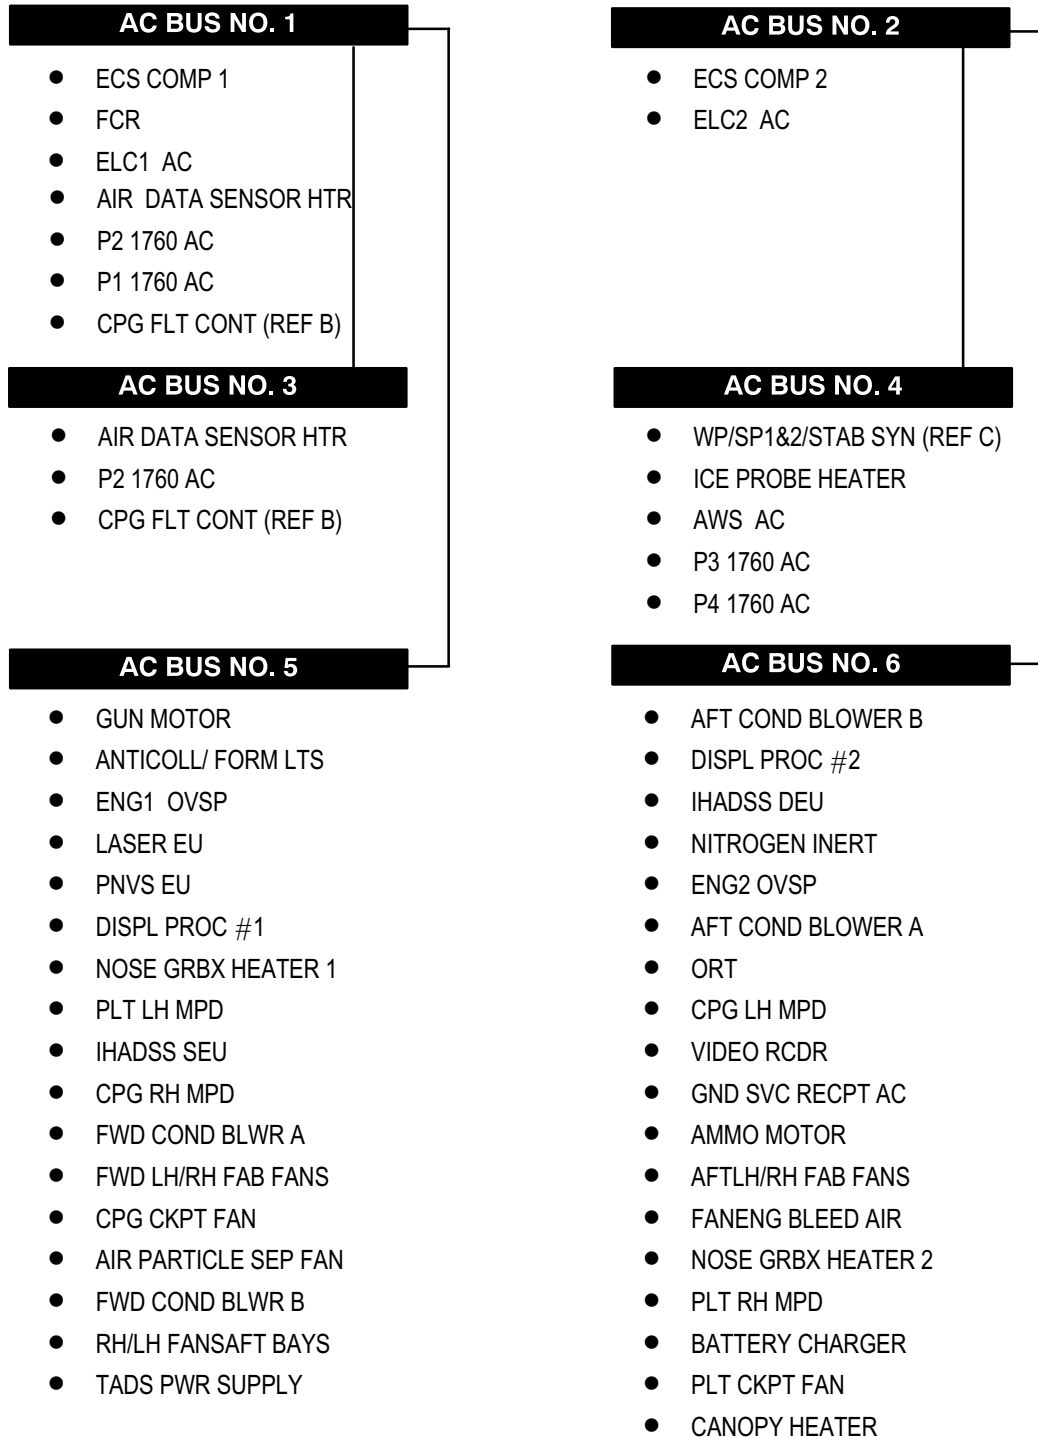 AC BUS NO. 1
● ECS COMP 1
● FCR
● ELC1 AC
● AIR DATA SENSOR HTR
● P2 1760 AC
● P1 1760 AC
● CPG FLT CONT (REF B)
AC BUS NO. 3
● AIR DATA SENSOR HTR
● P2 1760 AC
● CPG FLT CONT (REF B)
AC BUS NO. 5
● GUN MOTOR
● ANTICOLL/ FORM LTS
● ENG1 OVSP
● LASER EU
● PNVS EU
● DISPL PROC #1
● NOSE GRBX HEATER 1
● PLT LH MPD
● IHADSS SEU
● CPG RH MPD
● FWD COND BLWR A
● FWD LH/RH FAB FANS
● CPG CKPT FAN
● AIR PARTICLE SEP FAN
● FWD COND BLWR B
● RH/LH FANSAFT BAYS
● TADS PWR SUPPLY
AC BUS NO. 2
● ECS COMP 2
● ELC2 AC
AC BUS NO. 4
● WP/SP1&2/STAB SYN (REF C)
● ICE PROBE HEATER
● AWS AC
● P3 1760 AC
● P4 1760 AC
AC BUS NO. 6
● AFT COND BLOWER B
● DISPL PROC #2
● IHADSS DEU
● NITROGEN INERT
● ENG2 OVSP
● AFT COND BLOWER A
● ORT
● CPG LH MPD
● VIDEO RCDR
● GND SVC RECPT AC
● AMMO MOTOR
● AFTLH/RH FAB FANS
● FANENG BLEED AIR
● NOSE GRBX HEATER 2
● PLT RH MPD
● BATTERY CHARGER
● PLT CKPT FAN
● CANOPY HEATER